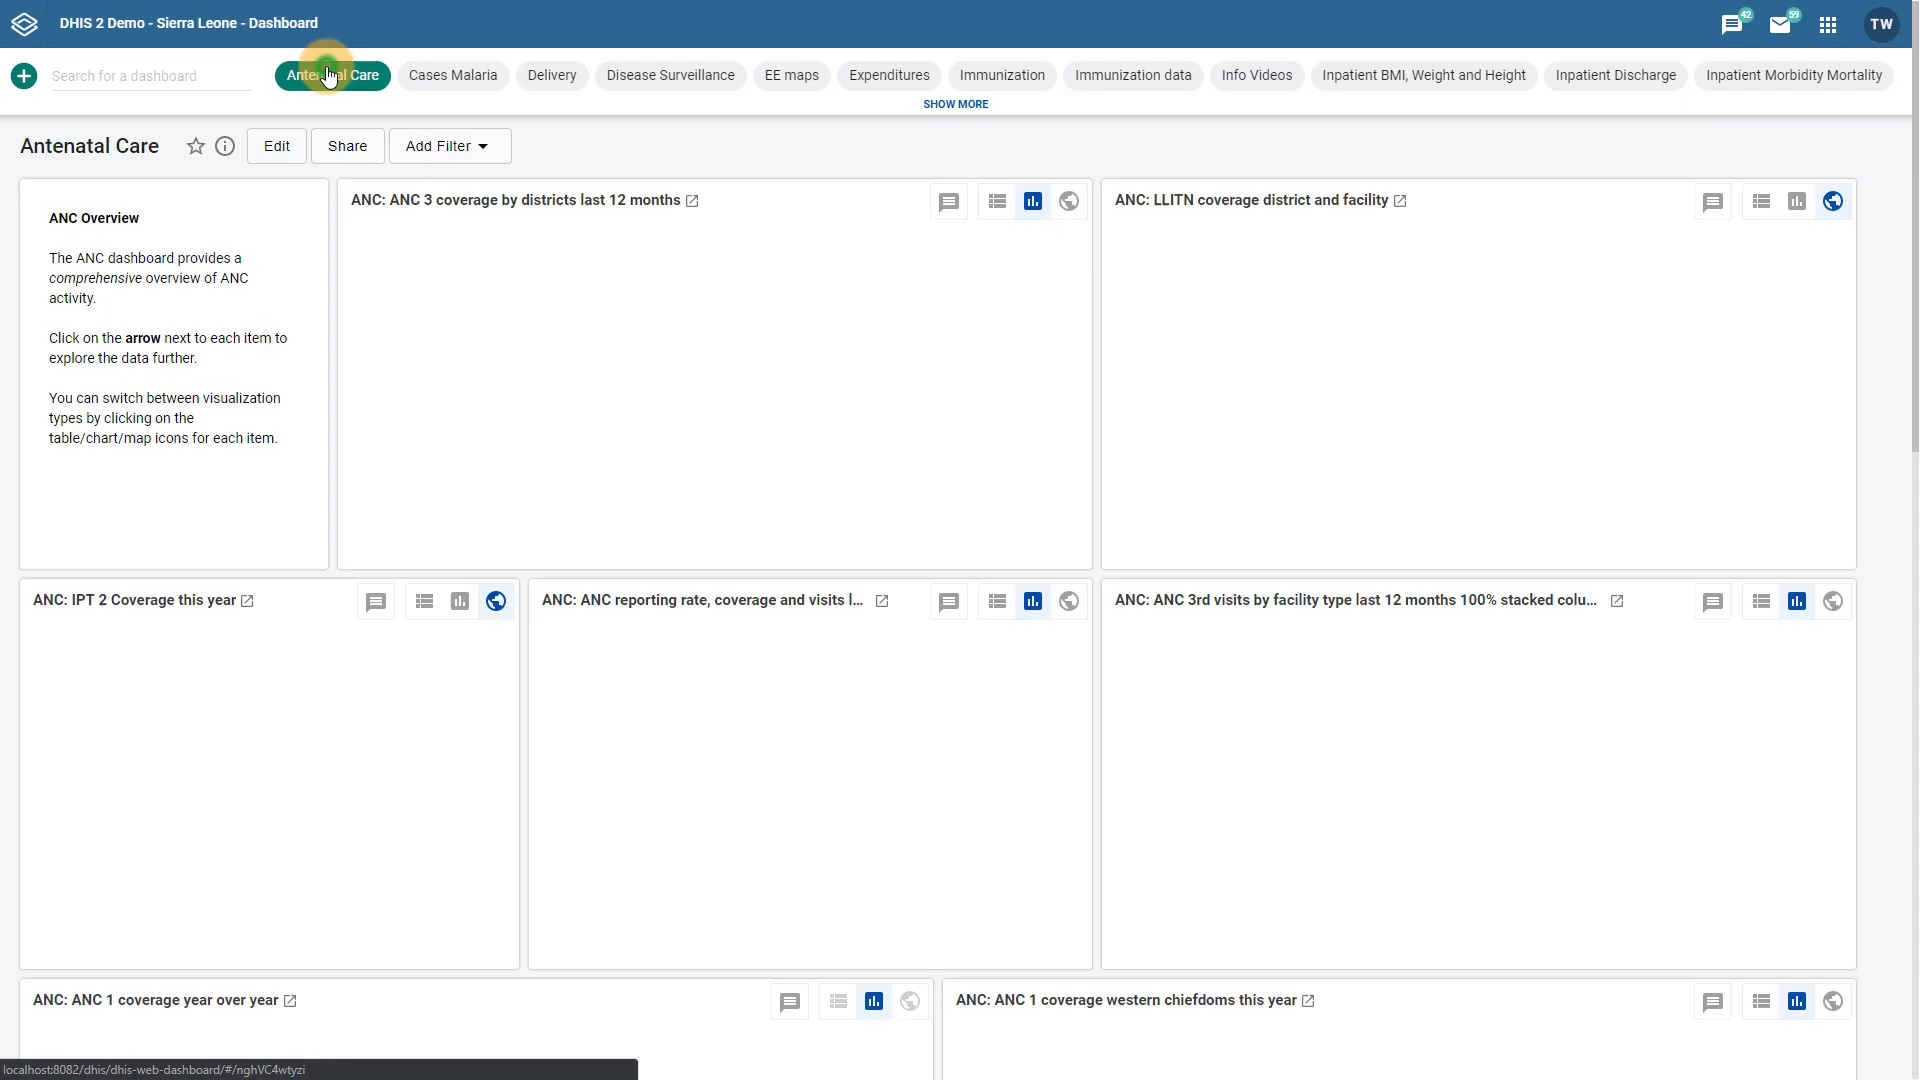 DHIS 2 Demo - Sierra Leone - Dashboard
42
59
TW
Search for a dashboard
Antenatal Care
Cases Malaria
Delivery
Disease Surveillance
EE maps
Expenditures
Immunization
Immunization data
Info Videos
Inpatient BMI, Weight and Height
Inpatient Discharge
Inpatient Morbidity Mortality
SHOW MORE
Antenatal Care
Edit
Share
Add Filter
ANC Overview
The ANC dashboard provides a
comprehensive overview of ANC
activity.
Click on the arrow next to each item to
explore the data further.
You can switch between visualization
types by clicking on the
table/chart/map icons for each item.
ANC: ANC 3 coverage by districts last 12 months
ANC: LLITN coverage district and facility
ANC: IPT 2 Coverage this year
ANC: ANC reporting rate, coverage and visits l...
ANC: ANC 3rd visits by facility type last 12 months 100% stacked colu...
ANC: ANC 1 coverage year over year
ANC: ANC 1 coverage western chiefdoms this year
localhost:8082/dhis/dhis-web-dashboard/#/nghVC4wtyzi